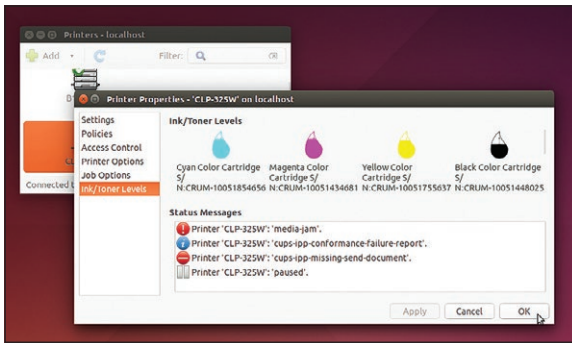 Printers - localhost
Add
Filter:
Printer Properties - 'CLP-325W' on localhost
Settings
Policies
Access Control
Printer Options
Job Options
Ink/Toner Levels
Connected t
Ink/Toner Levels
Cyan Color Cartridge
S/
N:CRUM-10051854656
Magenta Color
Cartridge S/
N:CRUM-10051434681
Yellow Color
Cartridge S/
N:CRUM-10051755637
Black Color Cartridge
S/
N:CRUM-10051448025
Status Messages
Printer 'CLP-325W': 'media-jam'.
Printer 'CLP-325W': 'cups-ipp-conformance-failure-report'.
Printer 'CLP-325W': 'cups-ipp-missing-send-document'.
Printer 'CLP-325W': 'paused'.
Apply
Cancel
OK